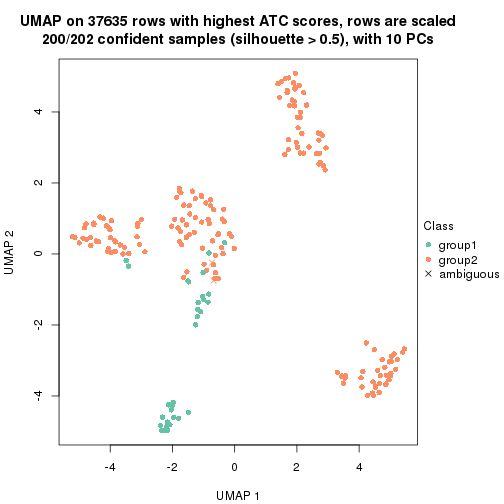 UMAP on 37635 rows with highest ATC scores, rows are scaled
200/202 confident samples (silhouette > 0.5), with 10 PCs
4
2
0
-2
-4
UMAP 2
-4
-2
0
2
4
UMAP 1
Class
group1
group2
ambiguous